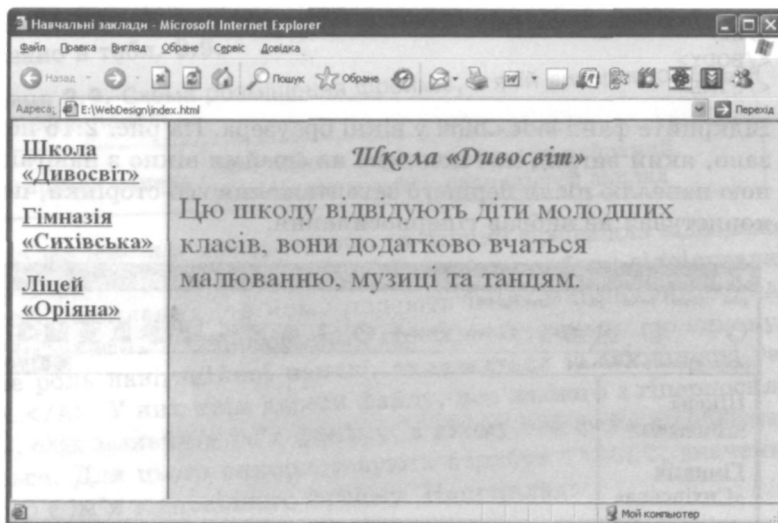 Навчальні заклади - Microsoft Internet Explorer
Файл Правка Вигляд Обране Сервіс Довідка
Назад Пошук Обране
Адреса: E:\WebDesign\index.html Перехід
Школа
«Дивосвіт»
Гімназія
«Сихівська»
Ліцей
«Оріяна»
Школа «Дивосвіт»
Цю школу відвідують діти молодших
класів, вони додатково вчаться
малюванню, музиці та танцям.
Мой компьютер